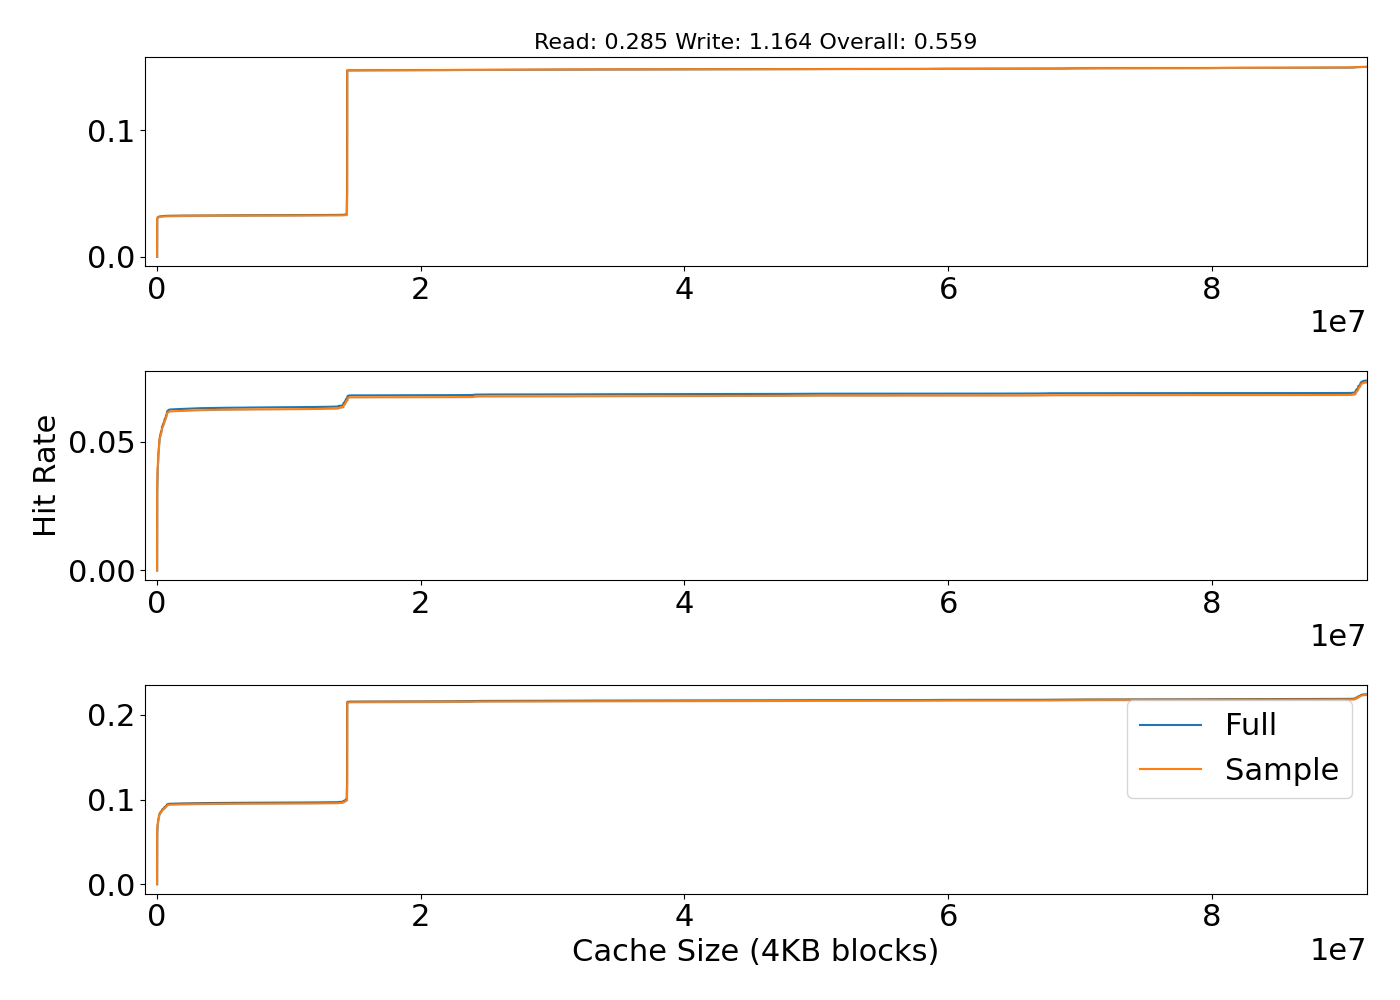 Read: 0.285 Write: 1.164 Overall: 0.559
0.1
0.0
0 2 4 6 8
1e7
0.05
0.00
Hit Rate
0 2 4 6 8
1e7
0.2
0.1
0.0
Full
Sample
0 2 4 6 8
Cache Size (4KB blocks)
1e7